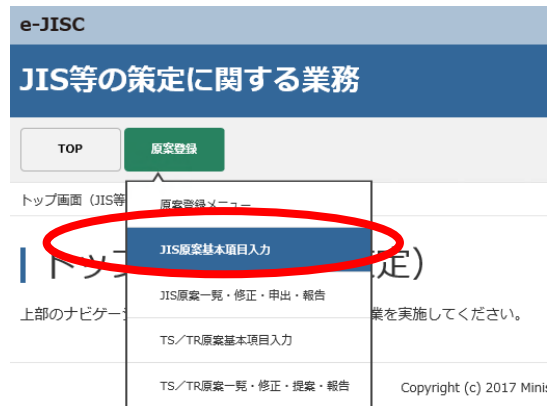 e-JISC
JIS等の策定に関する業務
TOP 原案登録
トップ画面（JIS等
原案登録メニュー
JIS原案基本項目入力
トップ 定）
JIS原案一覧・修正・申出・報告
上部のナビゲー 業を実施してください。
TS／TR原案基本項目入力
TS／TR原案一覧・修正・提案・報告
Copyright (c) 2017 Minis